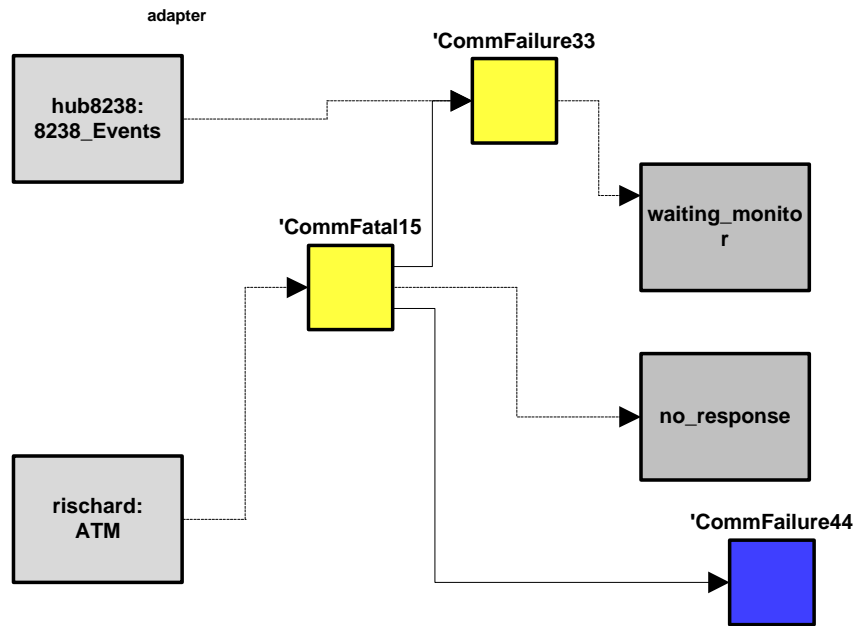 adapter
'CommFailure33
hub8238:
8238_Events
waiting_monito
r
'CommFatal15
no_response
rischard:
ATM
'CommFailure44